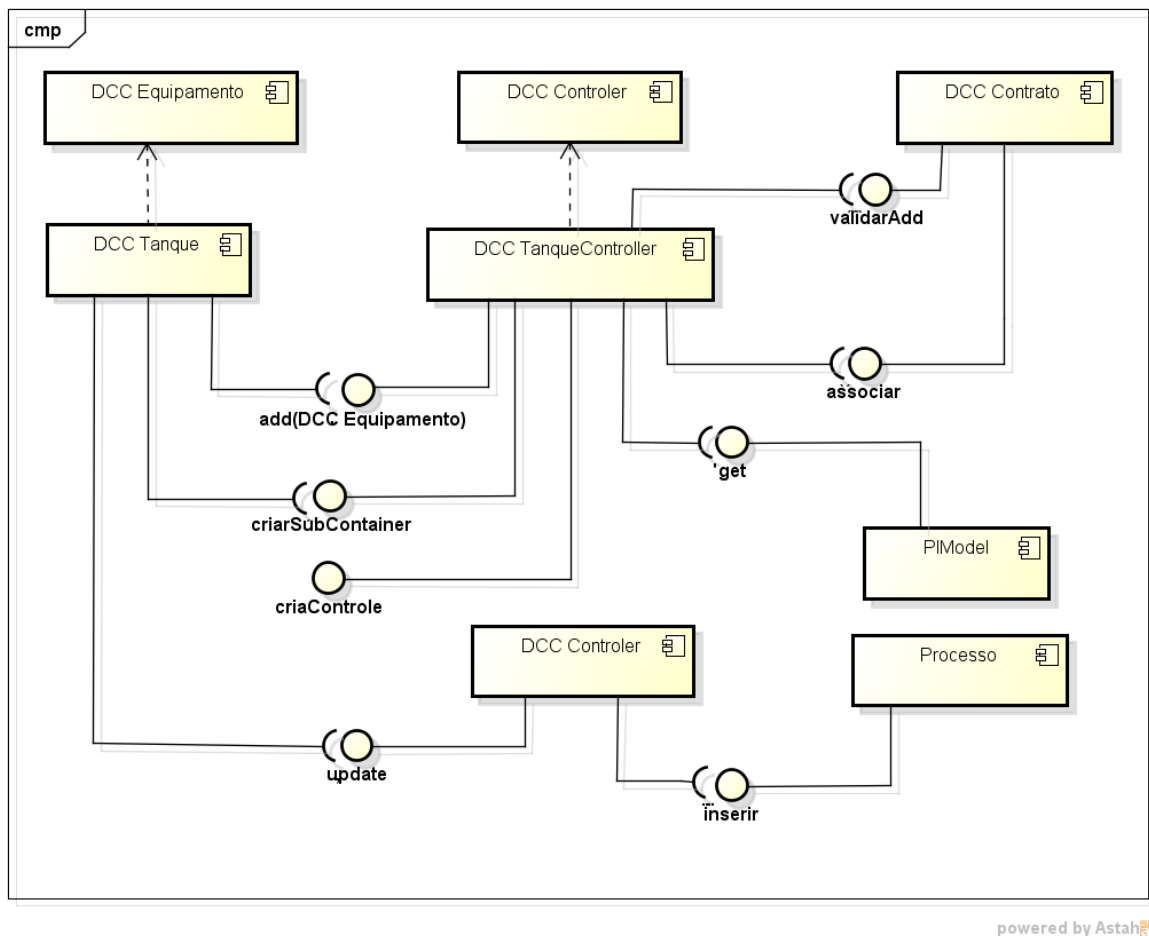 cmp
DCC Equipamento
DCC Controler
DCC Contrato
validarAdd
DCC Tanque
DCC TanqueController
associar
add(DCC Equipamento)
get
criarSubContainer
PIModel
criaControle
DCC Controler
Processo
update
inserir
powered by Astah